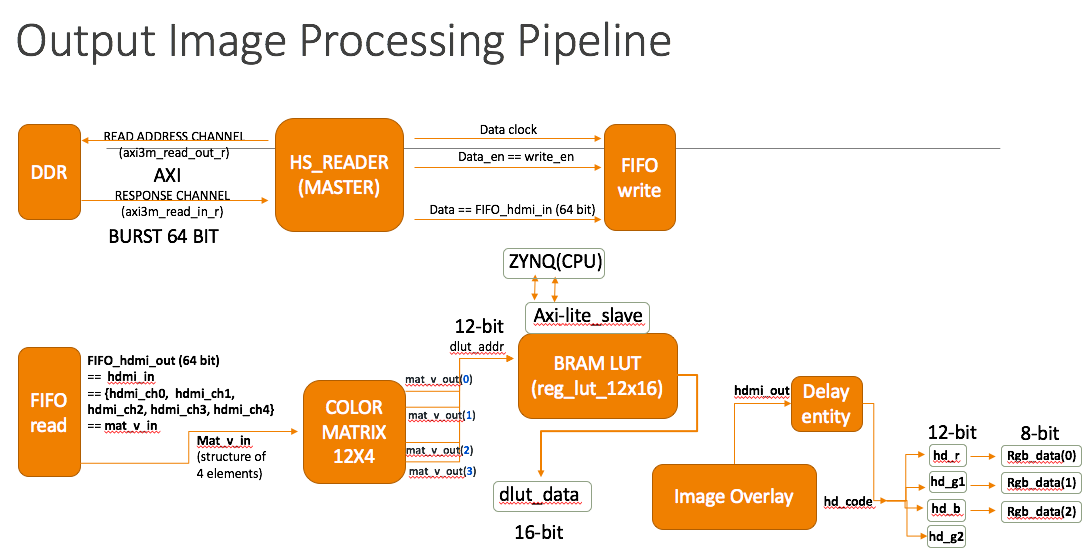 Output Image Processing Pipeline
DDR
READ ADDRESS CHANNEL
(axi3m_read_out_r)
AXI
RESPONSE CHANNEL
(axi3m_read_in_r)
BURST 64 BIT
HS_READER
(MASTER)
Data clock
Data_en == write_en
Data == FIFO_hdmi_in (64 bit)
FIFO
write
ZYNQ(CPU)
Axi-lite_slave
12-bit
dlut_addr
BRAM LUT
(reg_lut_12x16)
FIFO
read
FIFO_hdmi_out (64 bit)
== hdmi_in
== {hdmi_ch0, hdmi_ch1,
hdmi_ch2, hdmi_ch3, hdmi_ch4}
== mat_v_in
Mat_v_in
(structure of
4 elements)
COLOR
MATRIX
12X4
mat_v_out(0)
mat_v_out(1)
mat_v_out(2)
mat_v_out(3)
dlut_data
16-bit
hdmi_out
Delay
entity
Image Overlay
hd_code
12-bit
8-bit
hd_r
Rgb_data(0)
hd_g1
Rgb_data(1)
hd_b
Rgb_data(2)
hd_g2